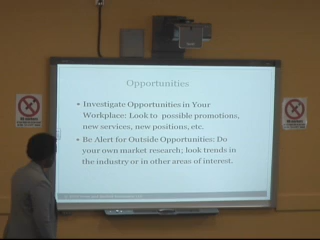 Opportunities
• Investigate Opportunities in Your
Workplace: Look to possible promotions,
new services, new positions, etc.
• Be Alert for Outside Opportunities: Do
your own market research; look trends in
the industry or in other areas of interest.